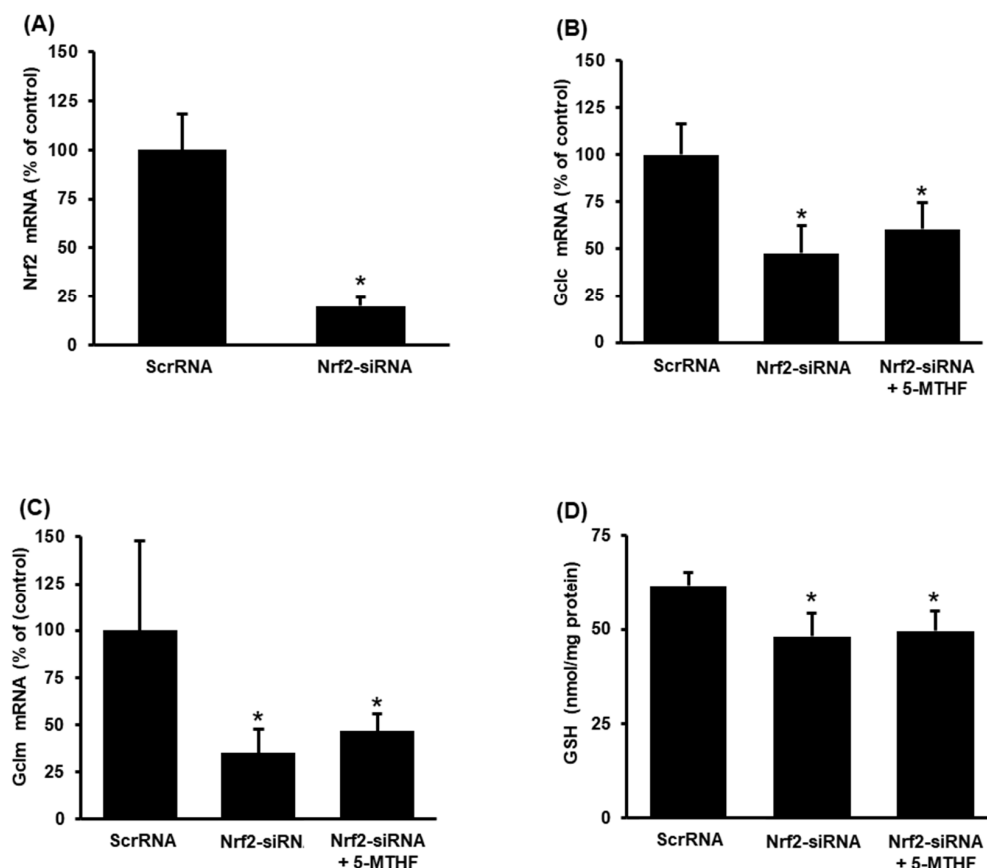 (A)
Nrf2 mRNA (% of control)
150
125
100
75
50
25
0
*
ScrRNA
Nrf2-siRNA
(B)
Gclc mRNA (% of control)
150
125
100
75
50
25
0
*
*
ScrRNA
Nrf2-siRNA
Nrf2-siRNA
+ 5-MTHF
(C)
Gclm mRNA (% of (control)
150
125
100
75
50
25
0
*
*
ScrRNA
Nrf2-siRN.
Nrf2-siRNA
+ 5-MTHF
(D)
GSH (nmol/mg protein)
75
50
25
0
*
*
ScrRNA
Nrf2-siRNA
Nrf2-siRNA
+ 5-MTHF